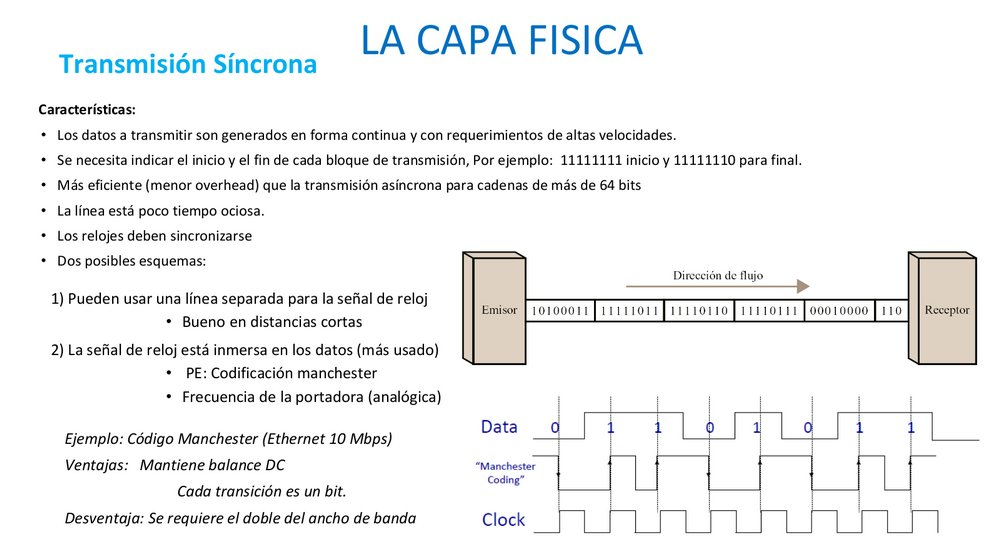 LA CAPA FISICA
Transmisión Síncrona
Características:
• Los datos a transmitir son generados en forma continua y con requerimientos de altas velocidades.
• Se necesita indicar el inicio y el fin de cada bloque de transmisión, Por ejemplo: 11111111 inicio y 11111110 para final.
• Más eficiente (menor overhead) que la transmisión asíncrona para cadenas de más de 64 bits
• La línea está poco tiempo ociosa.
• Los relojes deben sincronizarse
• Dos posibles esquemas:
1) Pueden usar una línea separada para la señal de reloj
• Bueno en distancias cortas
2) La señal de reloj está inmersa en los datos (más usado)
• PE: Codificación manchester
• Frecuencia de la portadora (analógica)
Ejemplo: Código Manchester (Ethernet 10 Mbps)
Ventajas: Mantiene balance DC
Cada transición es un bit.
Desventaja: Se requiere el doble del ancho de banda
Dirección de flujo
Emisor 10100011 11111011 11110110 11110111 00010000 110 Receptor
Data 0 1 1 0 1 0 1 1
"Manchester
Coding"
Clock